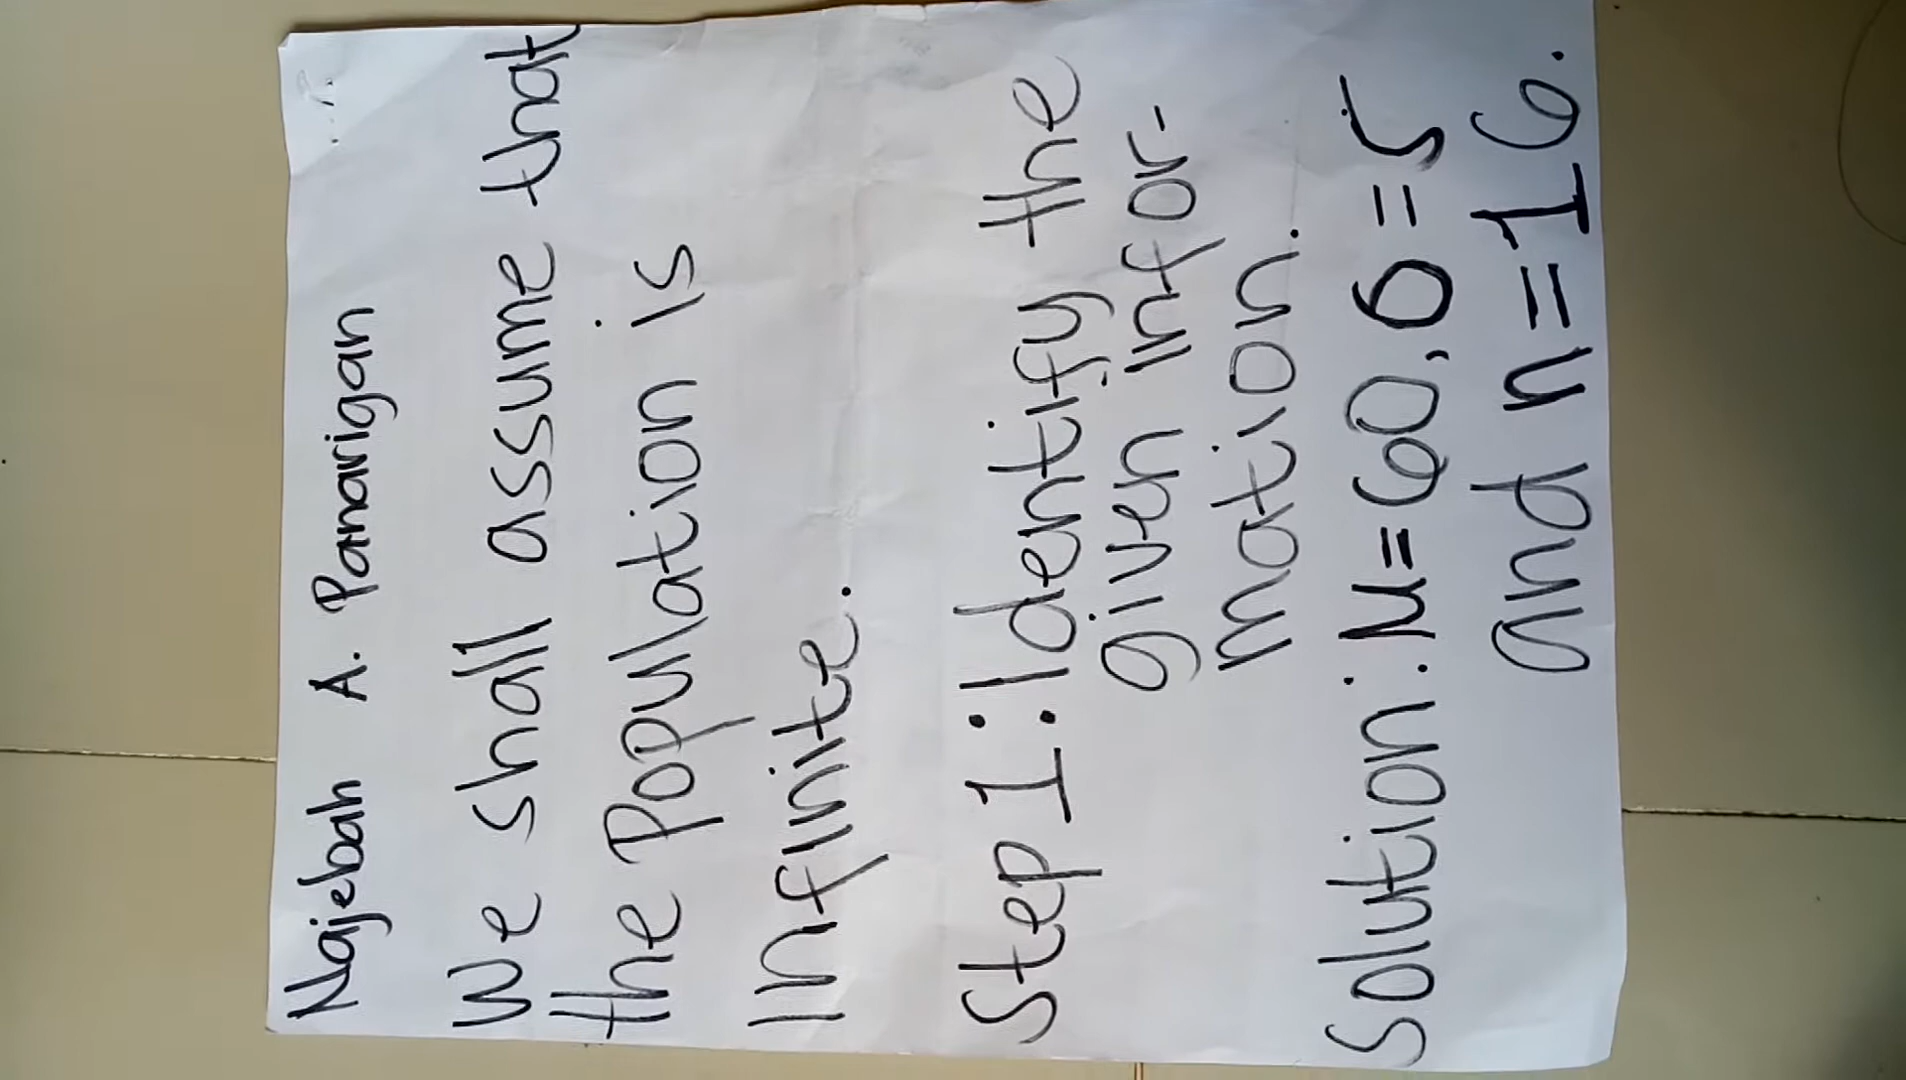 Najebah A. Panarigan
We shall assume that
the Population is
Infinite.
Step 1: Identify the
given infor-
mation.
Solution: M=60, б=5
and n=16.